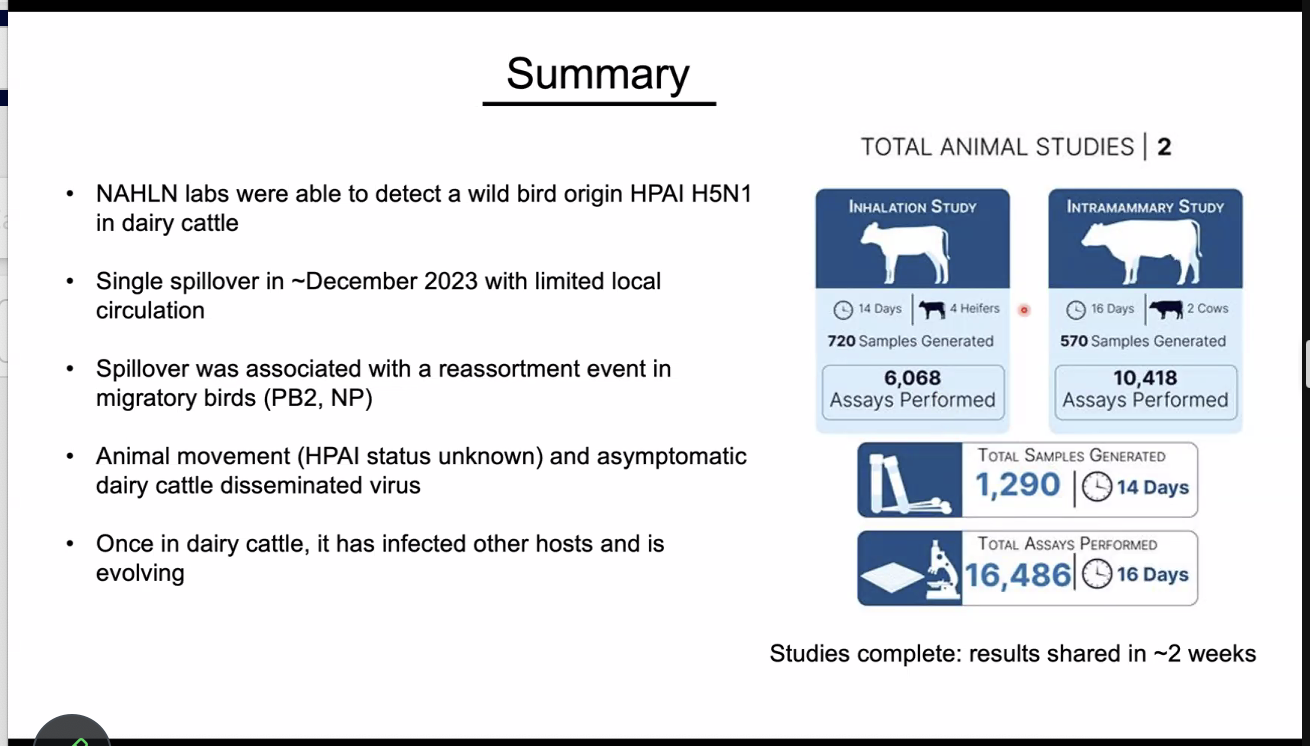 Summary
• NAHLN labs were able to detect a wild bird origin HPAI H5N1
in dairy cattle
• Single spillover in ~December 2023 with limited local
circulation
• Spillover was associated with a reassortment event in
migratory birds (PB2, NP)
• Animal movement (HPAI status unknown) and asymptomatic
dairy cattle disseminated virus
• Once in dairy cattle, it has infected other hosts and is
evolving
TOTAL ANIMAL STUDIES | 2
INHALATION STUDY
14 Days | 4 Heifers
720 Samples Generated
6,068
Assays Performed
INTRAMAMMARY STUDY
16 Days | 2 Cows
570 Samples Generated
10,418
Assays Performed
TOTAL SAMPLES GENERATED
1,290 | 14 Days
TOTAL ASSAYS PERFORMED
16,486 | 16 Days
Studies complete: results shared in ~2 weeks